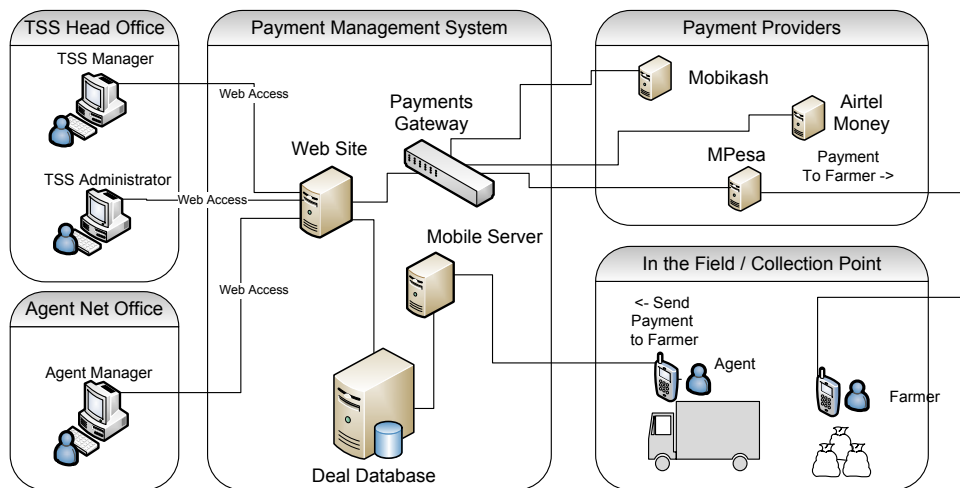 TSS Head Office
TSS Manager
Web Access
TSS Administrator
Web Access
Agent Net Office
Agent Manager
Web Access
Payment Management System
Payments
Gateway
Web Site
Mobile Server
Deal Database
Payment Providers
Mobikash
Airtel
Money
MPesa
Payment
To Farmer ->
In the Field / Collection Point
<- Send
Payment
to Farmer
Agent
Farmer